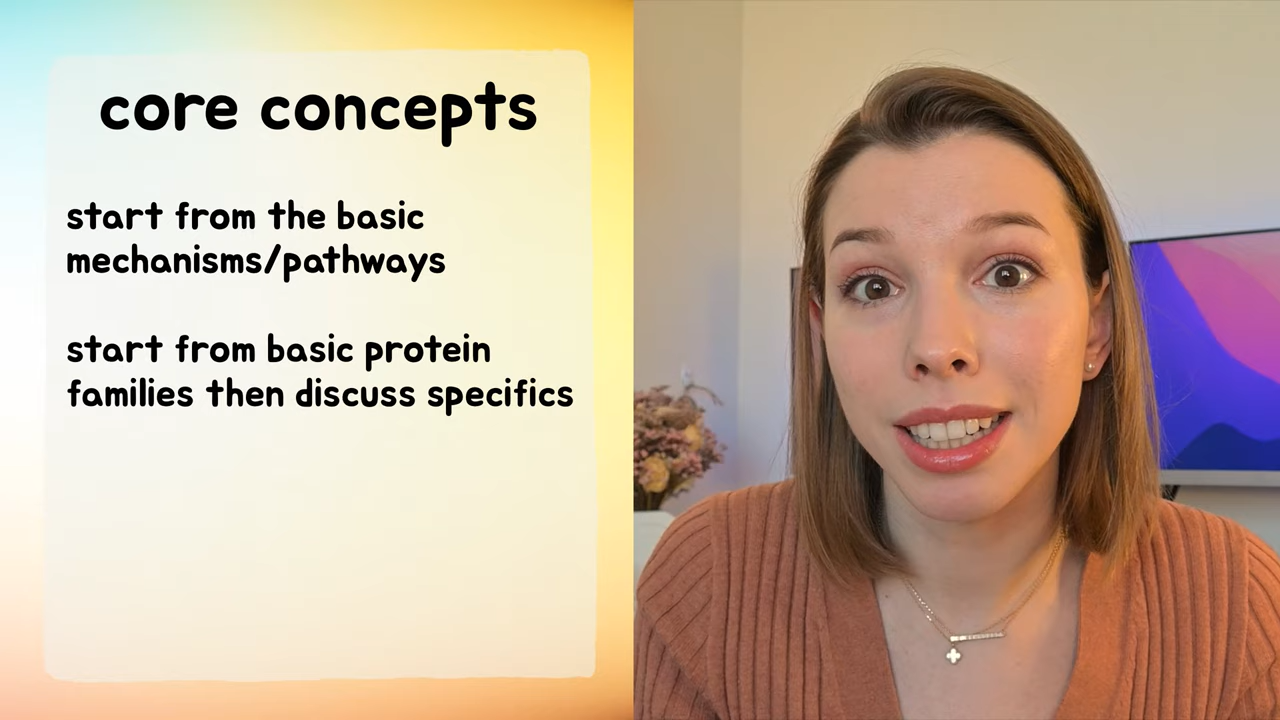 core concepts
start from the basic
mechanisms/pathways
start from basic protein
families then discuss specifics